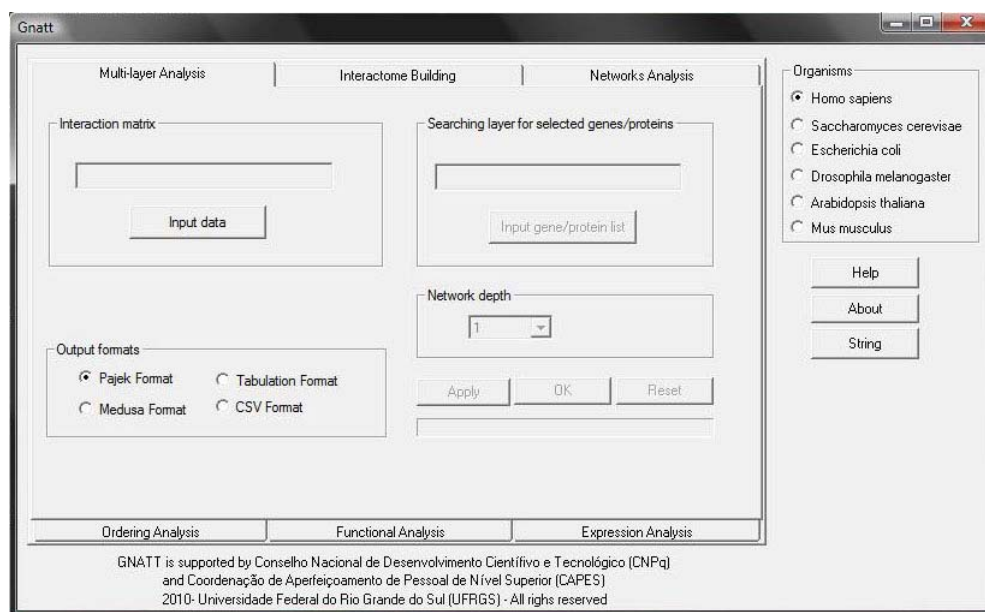 Gnatt
Multi-layer Analysis
Interactome Building
Networks Analysis
Interaction matrix
Input data
Searching layer for selected genes/proteins
Input gene/protein list
Network depth
1
Output formats
Pajek Format
Tabulation Format
Medusa Format
CSV Format
Apply
OK
Reset
Ordering Analysis
Functional Analysis
Expression Analysis
Organisms
Homo sapiens
Saccharomyces cerevisae
Escherichia coli
Drosophila melanogaster
Arabidopsis thaliana
Mus musculus
Help
About
String
GNATT is supported by Conselho Nacional de Desenvolvimento Científivo e Tecnológico (CNPq)
and Coordenação de Aperfeiçoamento de Pessoal de Nível Superior (CAPES)
2010- Universidade Federal do Rio Grande do Sul (UFRGS) - All righs reserved